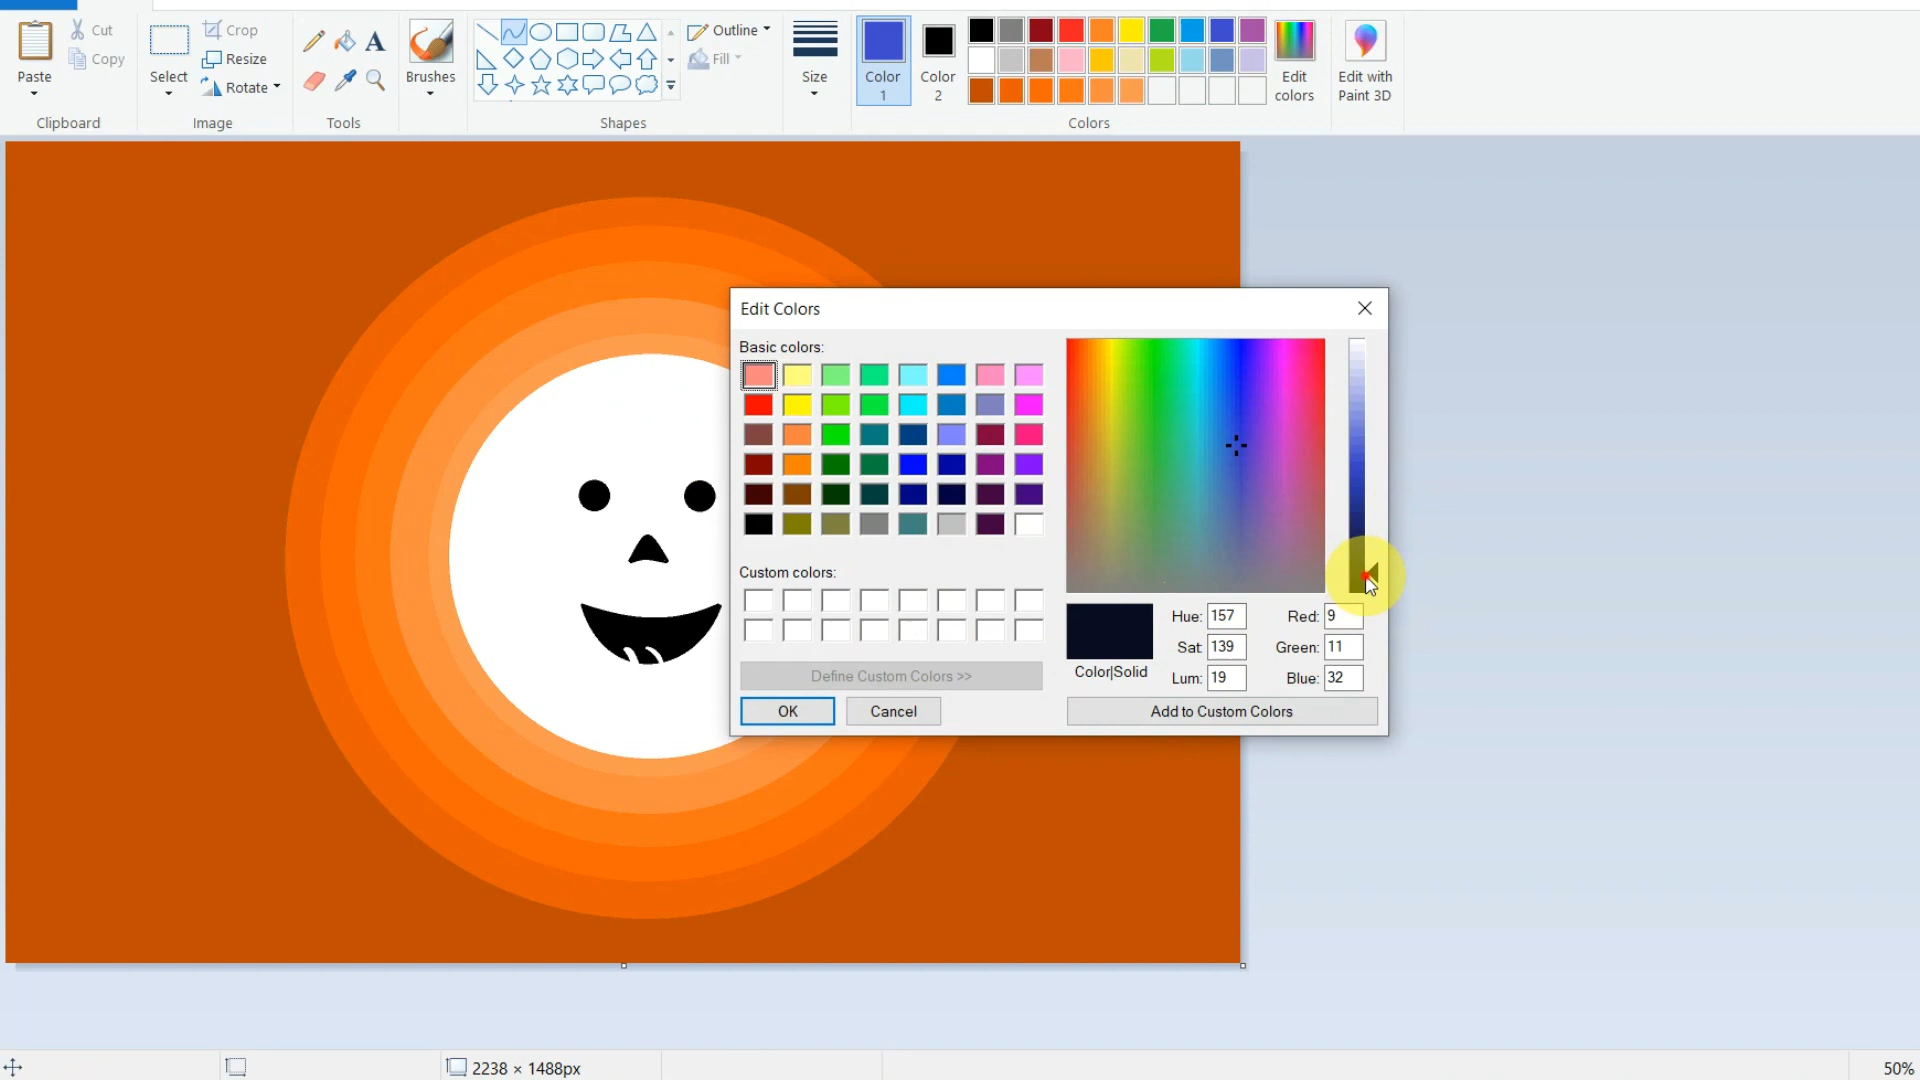 Paste
Cut
Copy
Clipboard
Select
Crop
Resize
Rotate
Image
A
Tools
Brushes
Outline
Fill
Shapes
Size
Color
1
Color
2
Edit
colors
Edit with
Paint 3D
Colors
Edit Colors
Basic colors:
Custom colors:
Define Custom Colors >>
OK
Cancel
Color|Solid
Hue: 157
Sat: 139
Lum: 19
Red: 9
Green: 11
Blue: 32
Add to Custom Colors
2238 × 1488px
50%